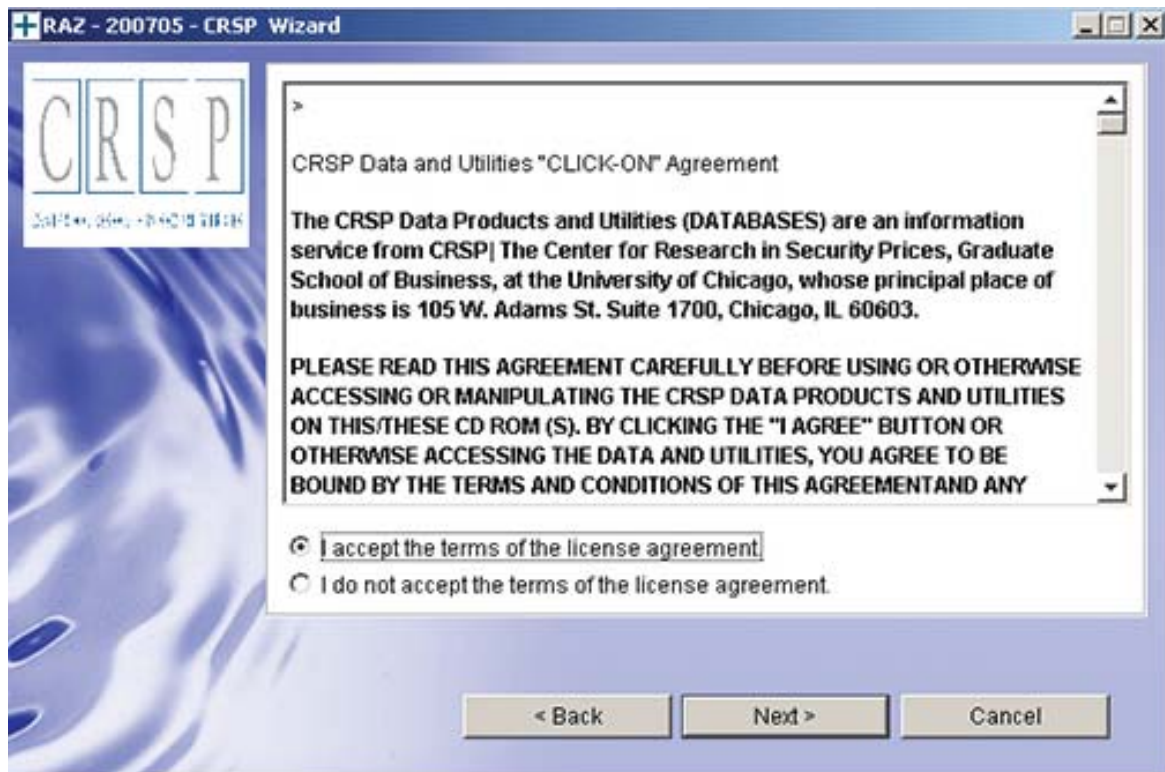 RAZ - 200705 - CRSP Wizard
CRSP
>
CRSP Data and Utilities "CLICK-ON" Agreement
The CRSP Data Products and Utilities (DATABASES) are an information
service from CRSP| The Center for Research in Security Prices, Graduate
School of Business, at the University of Chicago, whose principal place of
business is 105 W. Adams St. Suite 1700, Chicago, IL 60603.
PLEASE READ THIS AGREEMENT CAREFULLY BEFORE USING OR OTHERWISE
ACCESSING OR MANIPULATING THE CRSP DATA PRODUCTS AND UTILITIES
ON THIS/THESE CD ROM (S). BY CLICKING THE "I AGREE" BUTTON OR
OTHERWISE ACCESSING THE DATA AND UTILITIES, YOU AGREE TO BE
BOUND BY THE TERMS AND CONDITIONS OF THIS AGREEMENTAND ANY
I accept the terms of the license agreement.
I do not accept the terms of the license agreement.
< Back Next > Cancel